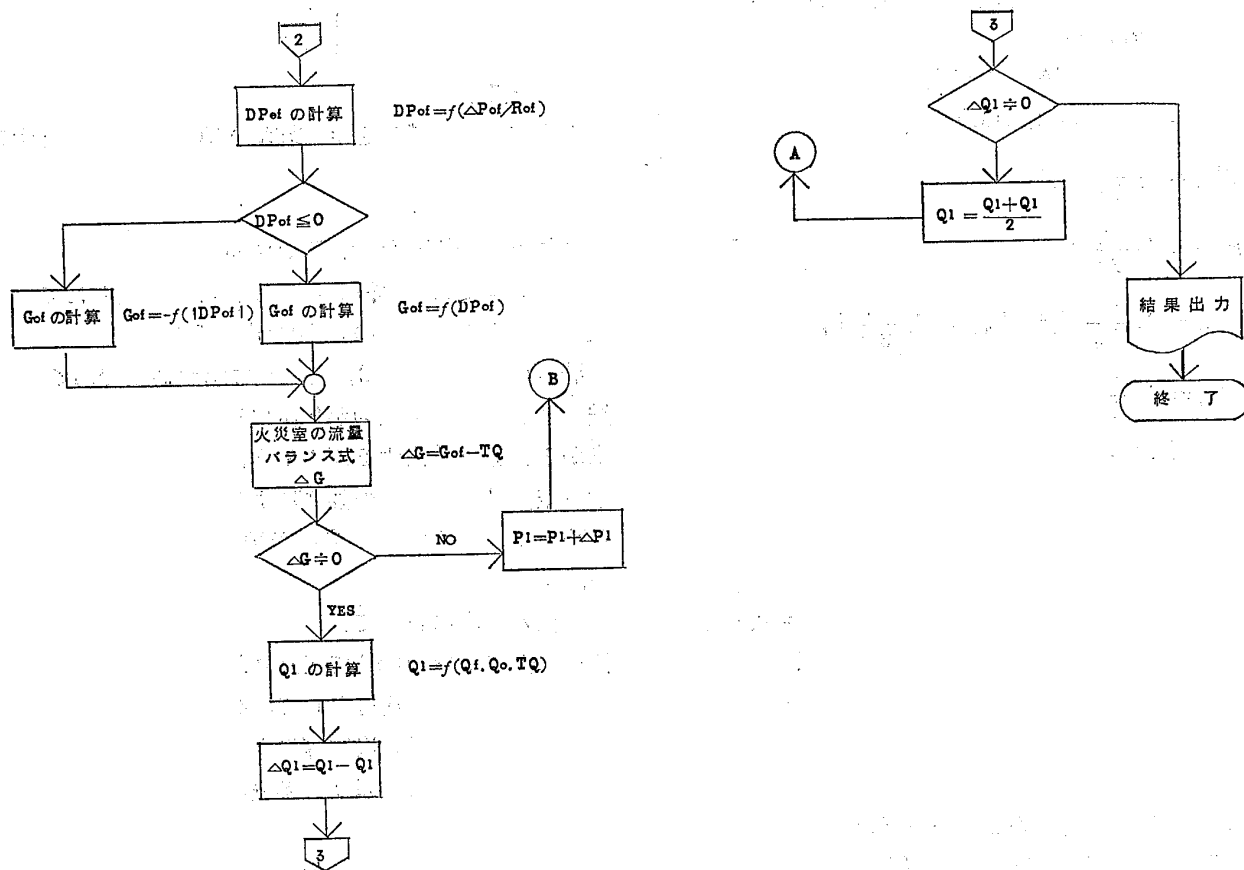 2
DPof の計算 DPof=f(△Pof/Rof)
DPof≦0
Gof の計算 Gof=-f(|DPof|) Gof の計算 Gof=f(DPof)
B
火災室の流量
バランス式
△G
△G=Gof-TQ
△G≒0 NO P1=P1+△P1
YES
Q1 の計算 Q1=f(Qf.Qo.TQ)
△Q1=Q1-Q1
3
3
△Q1≒0
A
Q1=(Q1+Q1)/2
結果出力
終了